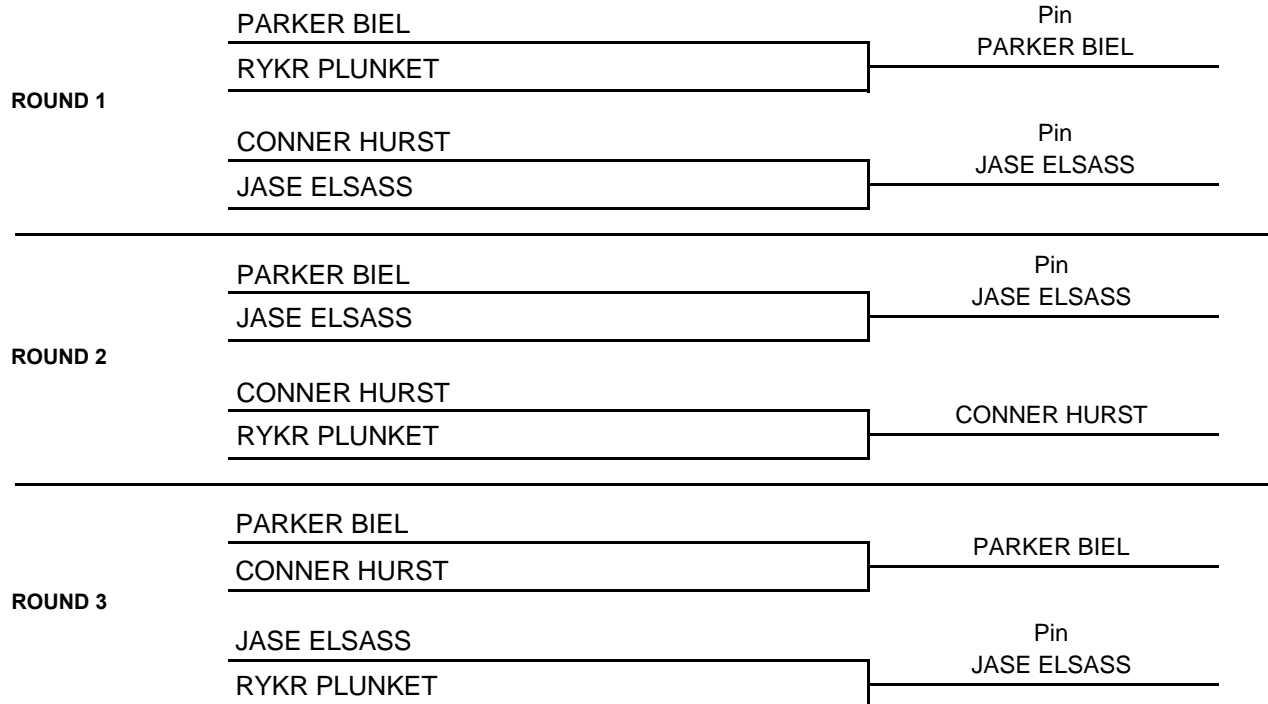 PARKER BIEL
Pin
PARKER BIEL
RYKR PLUNKET
ROUND 1
CONNER HURST
Pin
JASE ELSASS
JASE ELSASS
PARKER BIEL
Pin
JASE ELSASS
JASE ELSASS
ROUND 2
CONNER HURST
CONNER HURST
RYKR PLUNKET
PARKER BIEL
PARKER BIEL
CONNER HURST
ROUND 3
JASE ELSASS
Pin
JASE ELSASS
RYKR PLUNKET